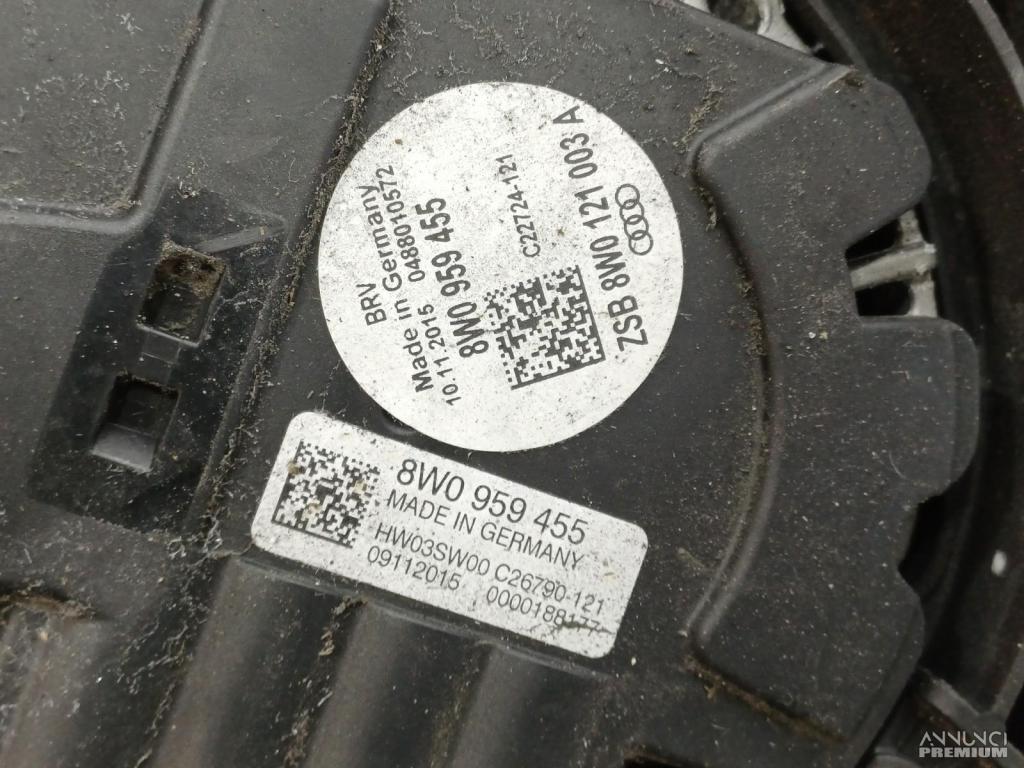 BRV
Made in Germany
10.11.2015 0488010572
8W0 959 455
C22724-121
ZSB 8W0 121 003 A
8W0 959 455
MADE IN GERMANY
HW03SW00 C26790-121
09112015 0000188177
ANNUNCI
PREMIUM